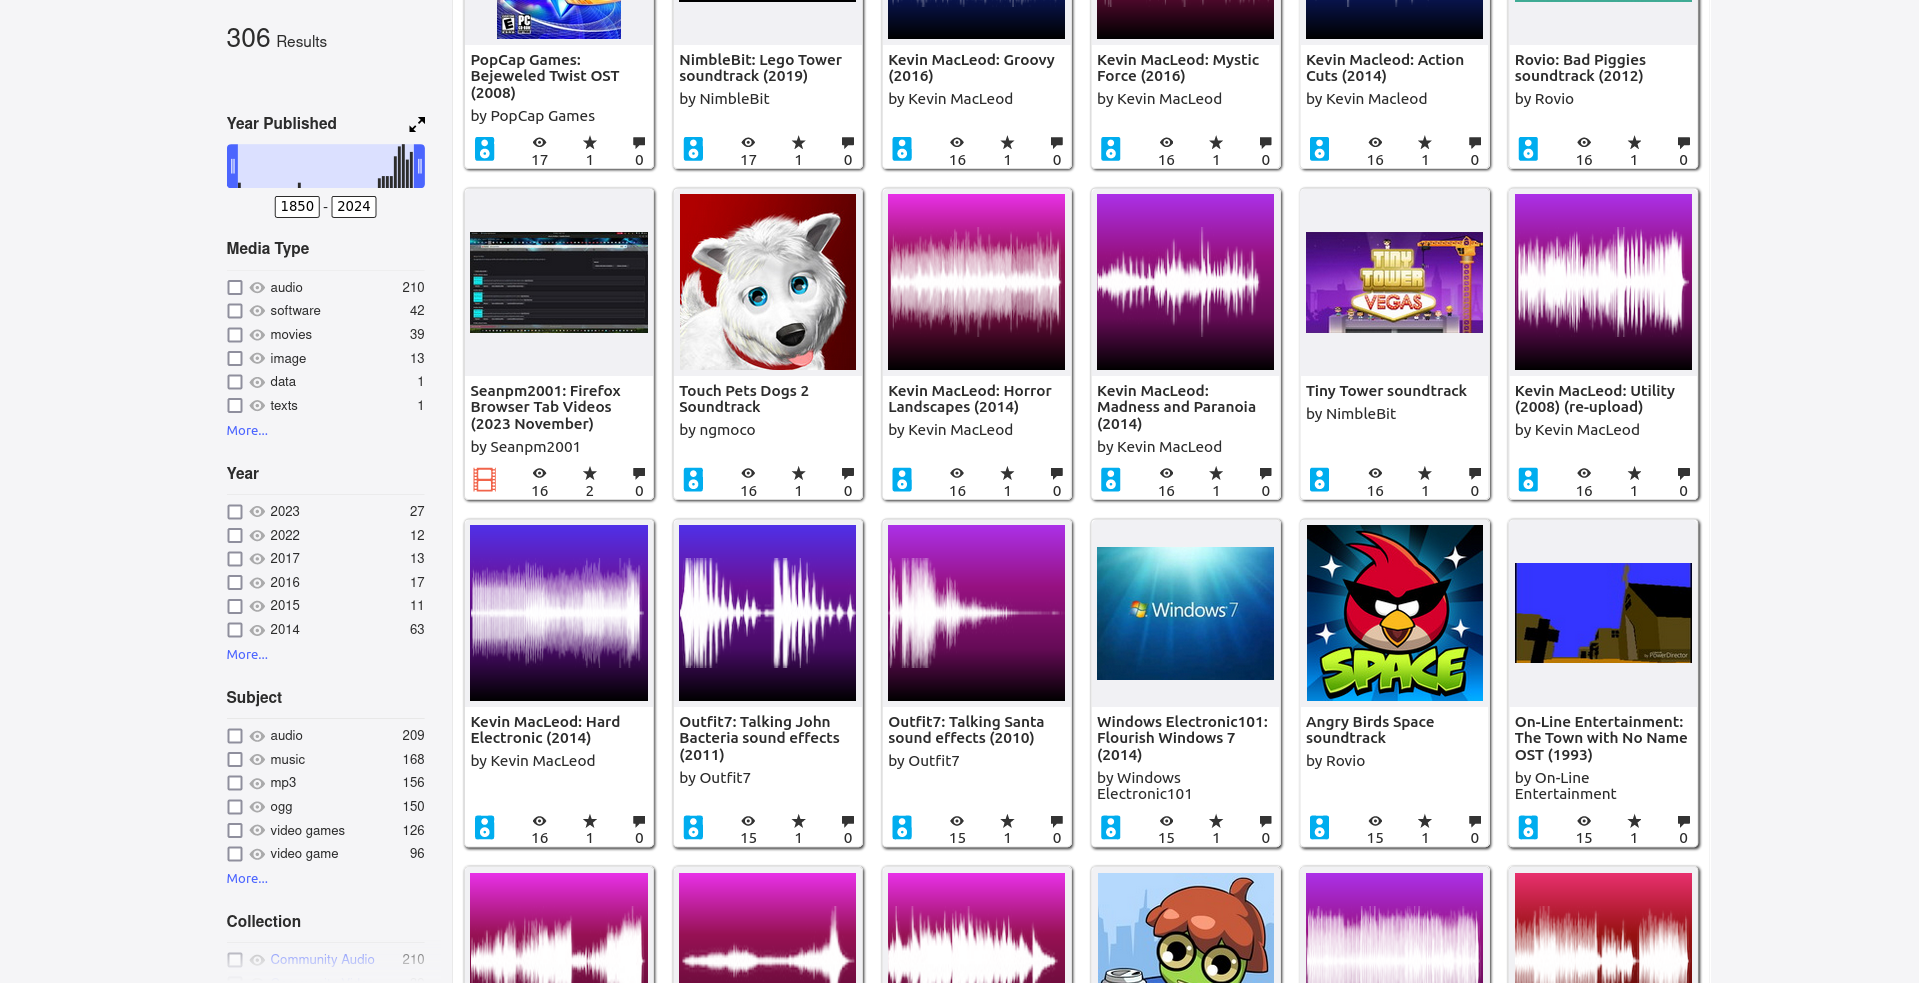 306 Results
Year Published
1850 - 2024
Media Type
audio 210
software 42
movies 39
image 13
data 1
texts 1
More...
Year
2023 27
2022 12
2017 13
2016 17
2015 11
2014 63
More...
Subject
audio 209
music 168
mp3 156
ogg 150
video games 126
video game 96
More...
Collection
Community Audio 210
E PC
PopCap Games:
Bejeweled Twist OST
(2008)
by PopCap Games
17 1 0
NimbleBit: Lego Tower
soundtrack (2019)
by NimbleBit
17 1 0
Kevin MacLeod: Groovy
(2016)
by Kevin MacLeod
16 1 0
Kevin MacLeod: Mystic
Force (2016)
by Kevin MacLeod
16 1 0
Kevin Macleod: Action
Cuts (2014)
by Kevin Macleod
16 1 0
Rovio: Bad Piggies
soundtrack (2012)
by Rovio
16 1 0
Seanpm2001: Firefox
Browser Tab Videos
(2023 November)
by Seanpm2001
16 2 0
Touch Pets Dogs 2
Soundtrack
by ngmoco
16 1 0
Kevin MacLeod: Horror
Landscapes (2014)
by Kevin MacLeod
16 1 0
Kevin MacLeod:
Madness and Paranoia
(2014)
by Kevin MacLeod
16 1 0
TINY
TOWER
VEGAS
Tiny Tower soundtrack
by NimbleBit
16 1 0
Kevin MacLeod: Utility
(2008) (re-upload)
by Kevin MacLeod
16 1 0
Kevin MacLeod: Hard
Electronic (2014)
by Kevin MacLeod
16 1 0
Outfit7: Talking John
Bacteria sound effects
(2011)
by Outfit7
15 1 0
Outfit7: Talking Santa
sound effects (2010)
by Outfit7
15 1 0
Windows 7
Windows Electronic101:
Flourish Windows 7
(2014)
by Windows
Electronic101
15 1 0
SPACE
Angry Birds Space
soundtrack
by Rovio
15 1 0
by PowerDirector
On-Line Entertainment:
The Town with No Name
OST (1993)
by On-Line
Entertainment
15 1 0